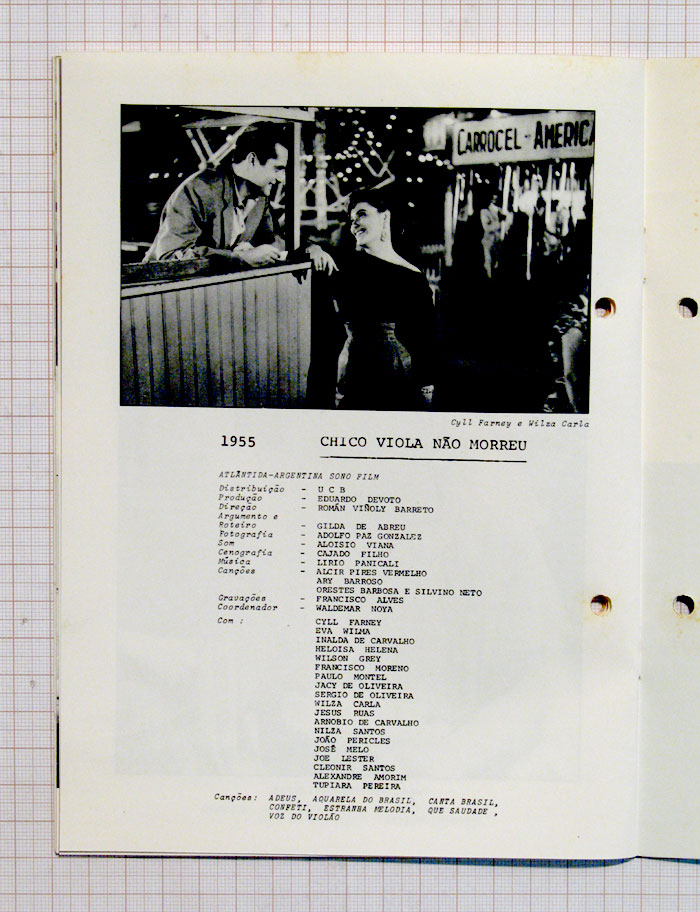 CARROCEL - AMERICA
Cyll Farney e Wilza Carla
1955 CHICO VIOLA NÃO MORREU
ATLÂNTIDA-ARGENTINA SONO FILM
Distribuição - U C B
Produção - EDUARDO DEVOTO
Direção - ROMÁN VIÑOLY BARRETO
Argumento e
Roteiro - GILDA DE ABREU
Fotografia - ADOLFO PAZ GONZALEZ
Som - ALOISIO VIANA
Cenografia - CAJADO FILHO
Música - LIRIO PANICALI
Canções - ALCIR PIRES VERMELHO
ARY BARROSO
ORESTES BARBOSA E SILVINO NETO
Gravações - FRANCISCO ALVES
Coordenador - WALDEMAR NOYA
Com : CYLL FARNEY
EVA WILMA
INALDA DE CARVALHO
HELOISA HELENA
WILSON GREY
FRANCISCO MORENO
PAULO MONTEL
JACY DE OLIVEIRA
SERGIO DE OLIVEIRA
WILZA CARLA
JESUS RUAS
ARNOBIO DE CARVALHO
NILZA SANTOS
JOÃO PERICLES
JOSÉ MELO
JOE LESTER
CLEONIR SANTOS
ALEXANDRE AMORIM
TUPIARA PEREIRA
Canções: ADEUS, AQUARELA DO BRASIL, CANTA BRASIL,
CONFETI, ESTRANHA MELODIA, QUE SAUDADE ,
VOZ DO VIOLÃO